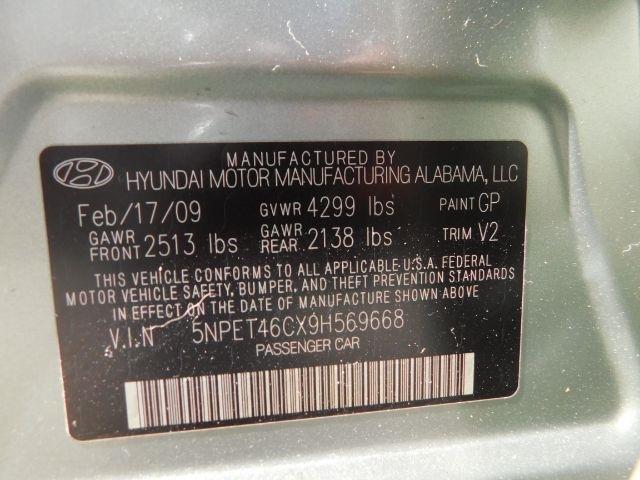 MANUFACTURED BY
HYUNDAI MOTOR MANUFACTURING ALABAMA, LLC
Feb/17/09 GVWR 4299 lbs PAINT GP
GAWR FRONT 2513 lbs GAWR REAR 2138 lbs TRIM V2
THIS VEHICLE CONFORMS TO ALL APPLICABLE U.S.A. FEDERAL
MOTOR VEHICLE SAFETY, BUMPER, AND THEFT PREVENTION STANDARDS
IN EFFECT ON THE DATE OF MANUFACTURE SHOWN ABOVE
V.I.N 5NPET46CX9H569668
PASSENGER CAR